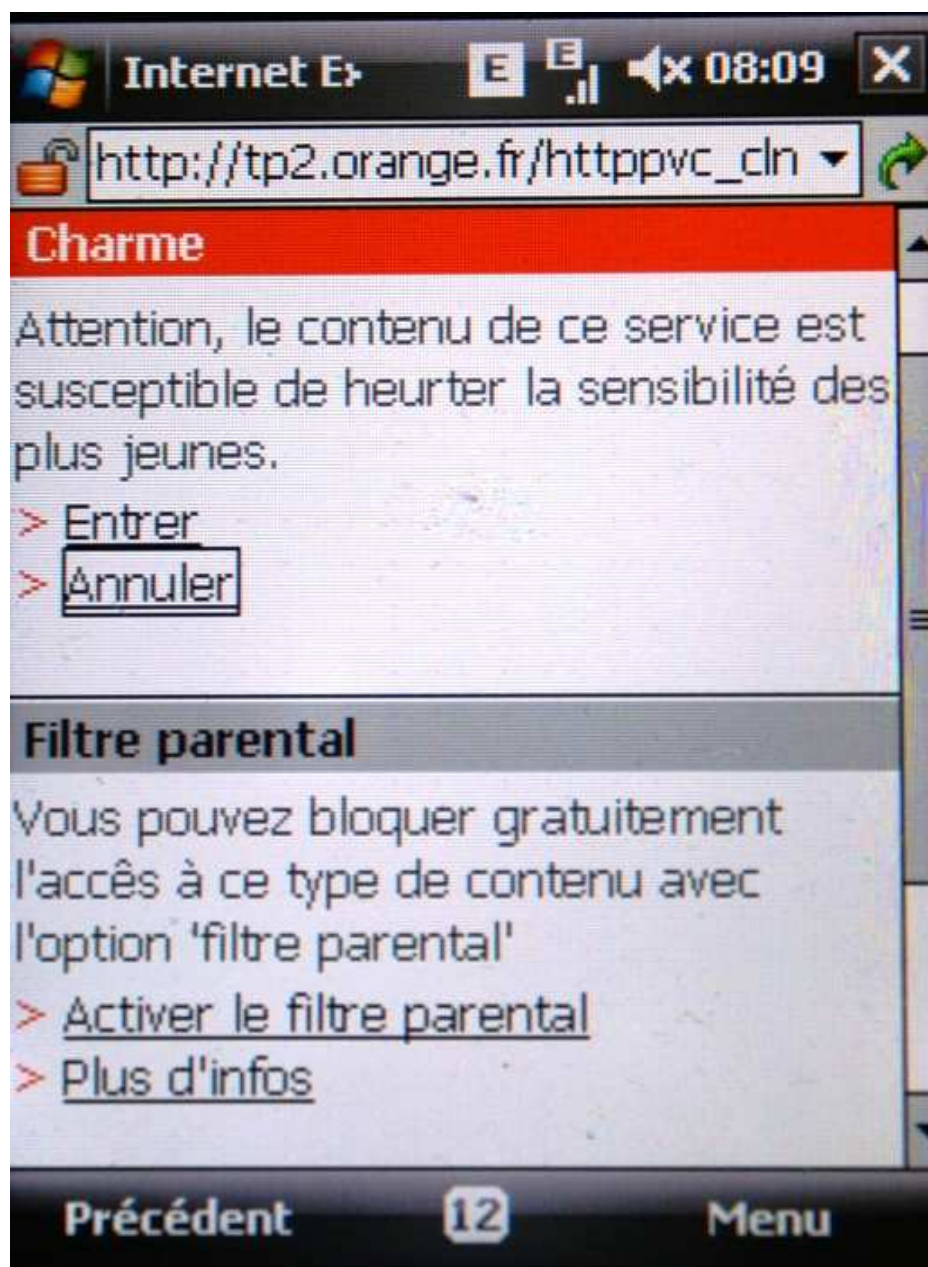 Internet E
E E 08:09
http://tp2.orange.fr/httppvc_cln
Charme
Attention, le contenu de ce service est
susceptible de heurter la sensibilité des
plus jeunes.
> Entrer
> Annuler
Filtre parental
Vous pouvez bloquer gratuitement
l'accês à ce type de contenu avec
l'option 'filtre parental'
> Activer le filtre parental
> Plus d'infos
Précédent 12 Menu